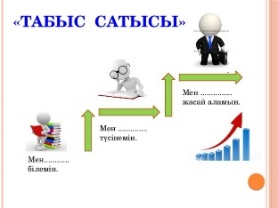 «ТАБЫС САТЫСЫ»
Мен ..............
жасай аламын.
Мен .............
түсінемін.
Мен............
білемін.